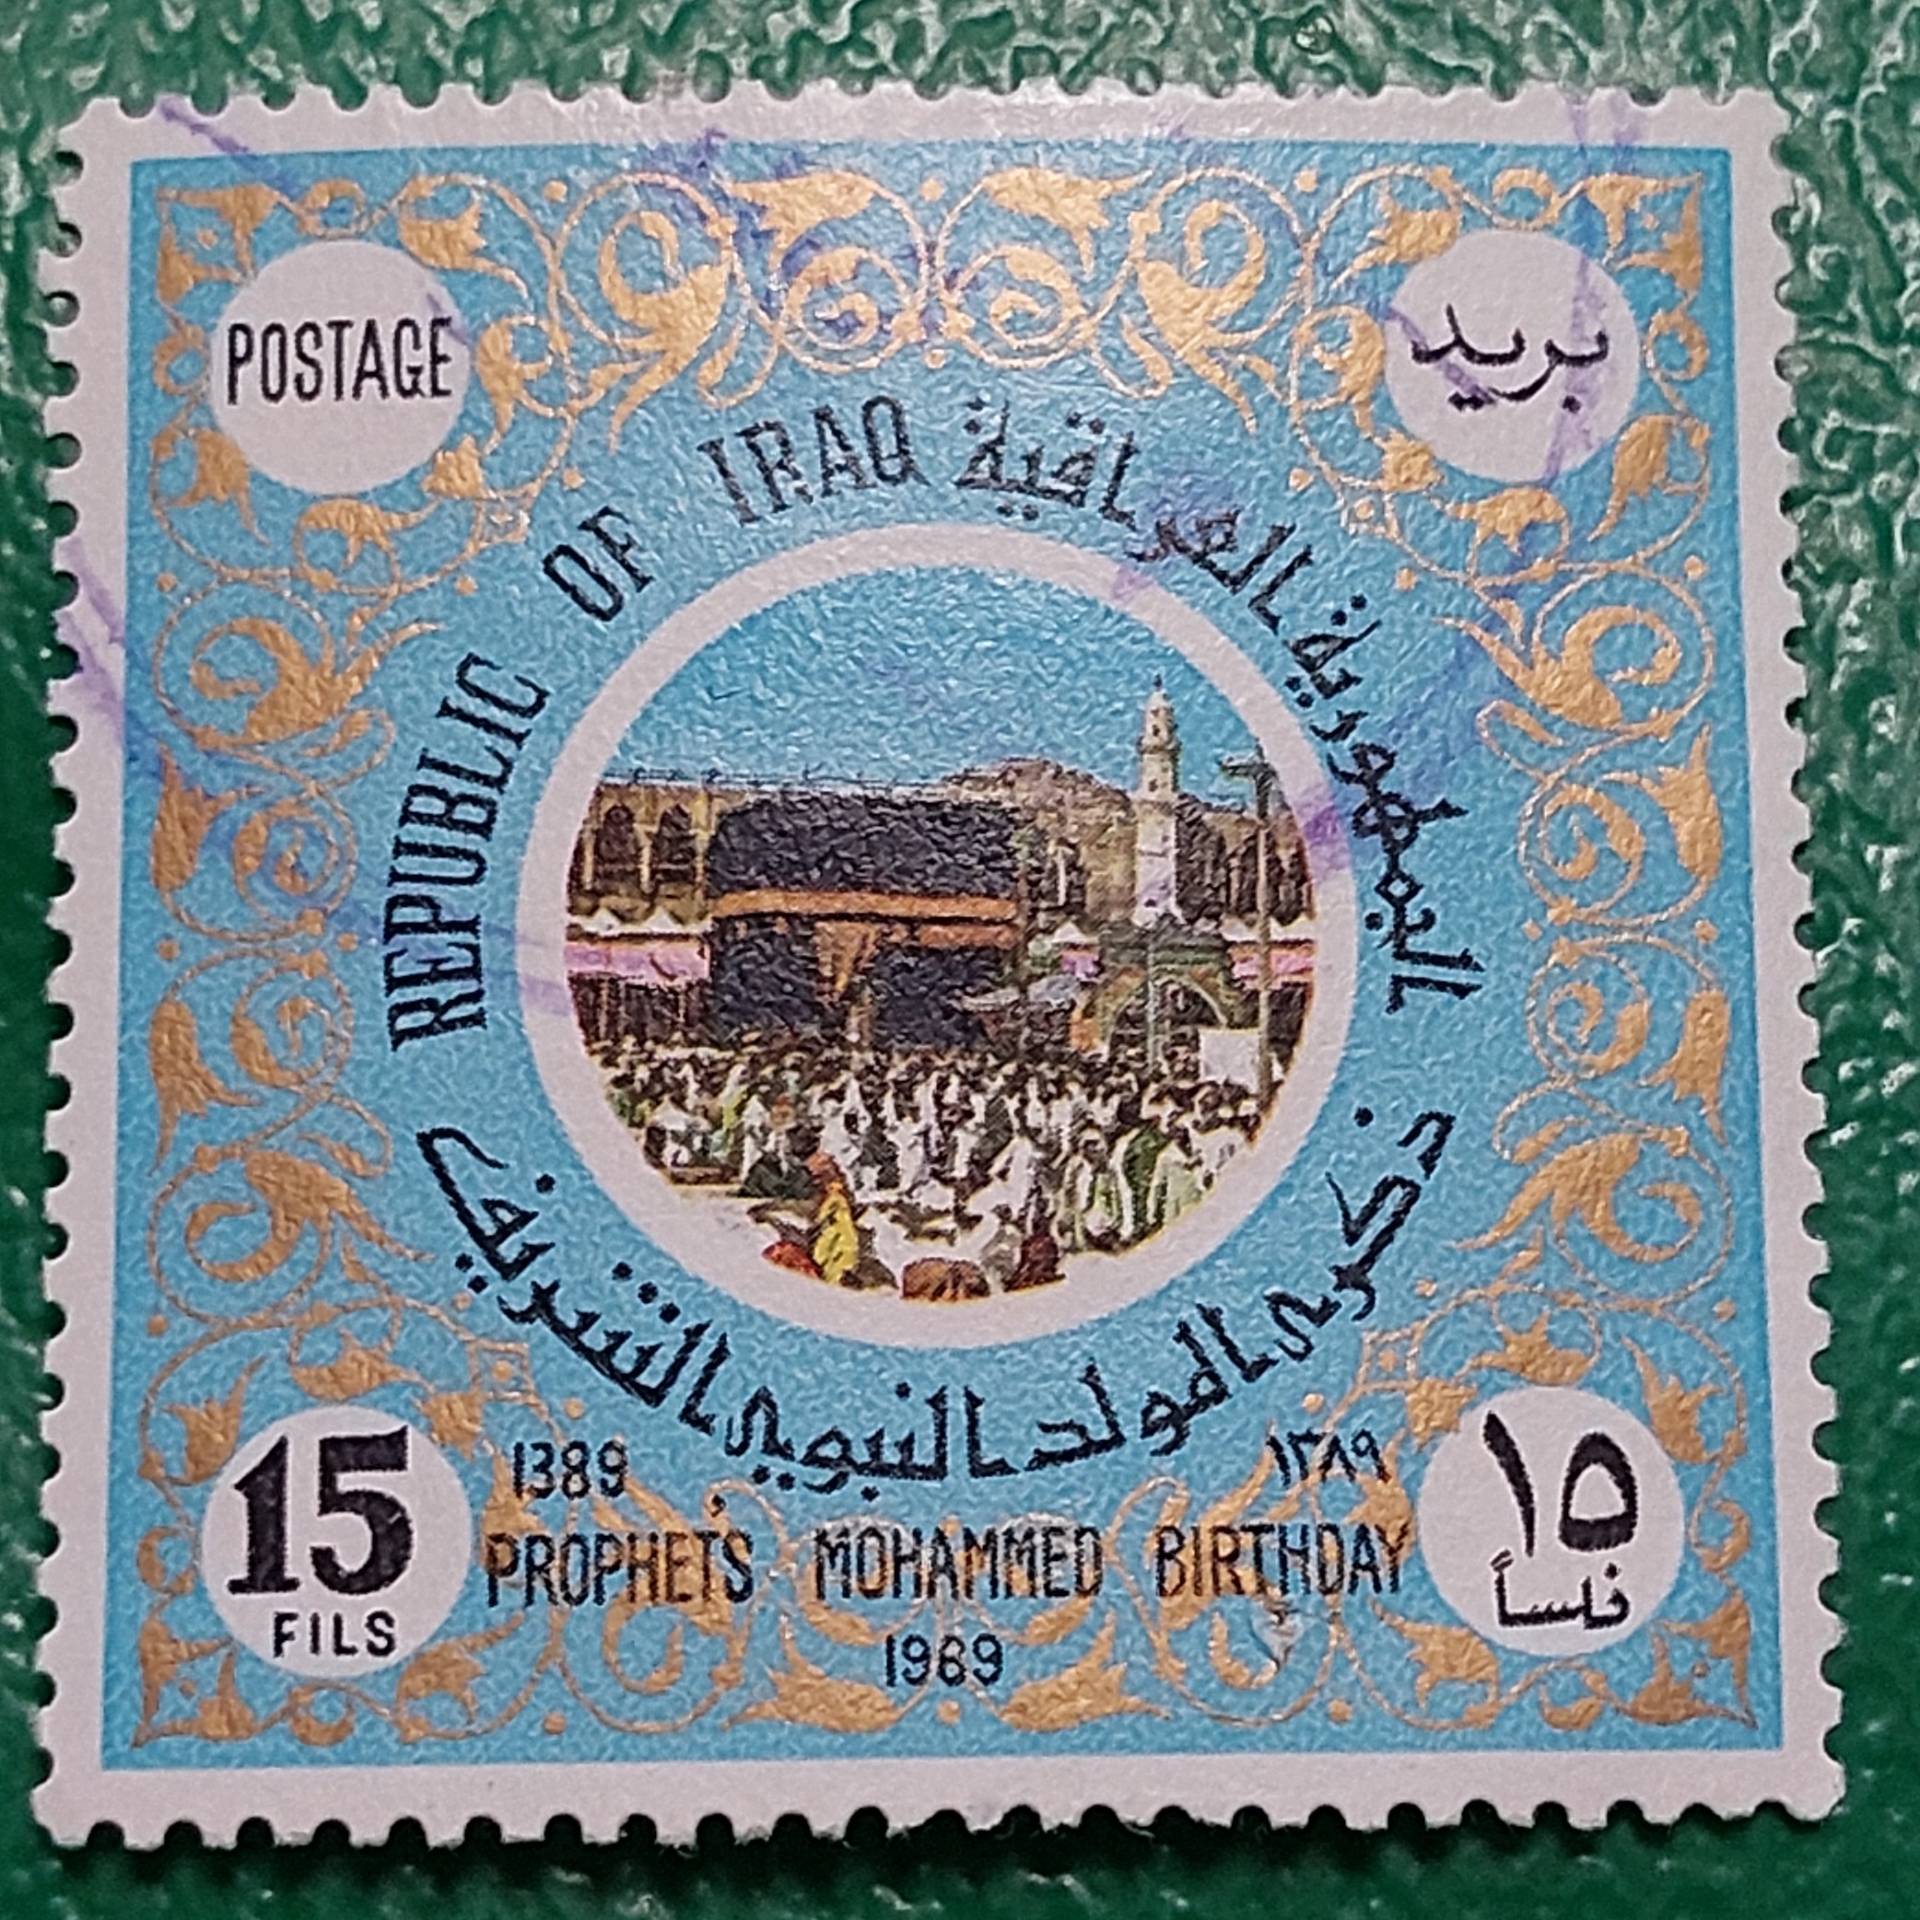 POSTAGE
بريد
REPUBLIC OF IRAQ
الجمهورية العراقية
ذكرى المولد النبوي الشريف
1389
١٣٨٩
15
FILS
PROPHET'S MOHAMMED BIRTHDAY
1969
١٥
فلساً